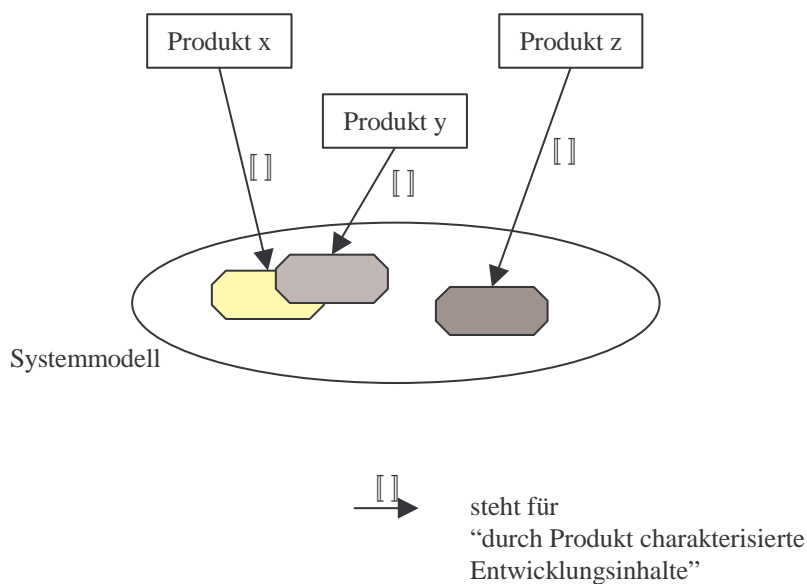 Produkt x
Produkt z
Produkt y
⟦ ⟧
⟦ ⟧
⟦ ⟧
Systemmodell
⟦ ⟧
steht für
“durch Produkt charakterisierte
Entwicklungsinhalte”